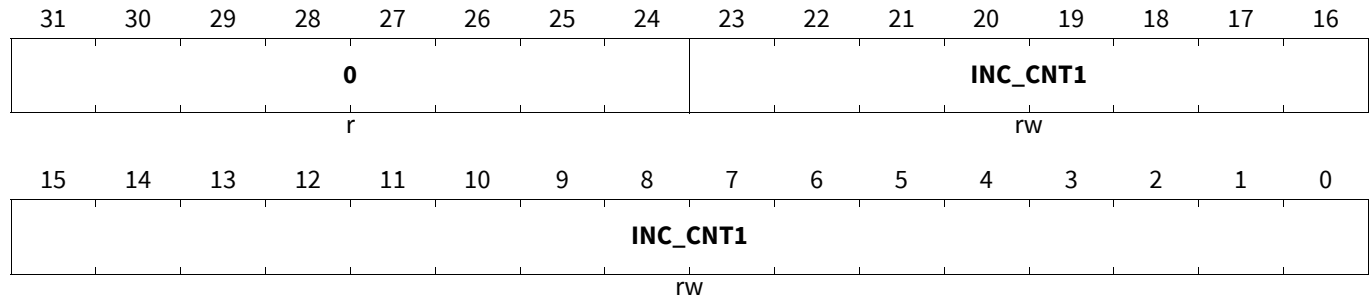 31 30 29 28 27 26 25 24 23 22 21 20 19 18 17 16
0 INC_CNT1
r rw
15 14 13 12 11 10 9 8 7 6 5 4 3 2 1 0
INC_CNT1
rw